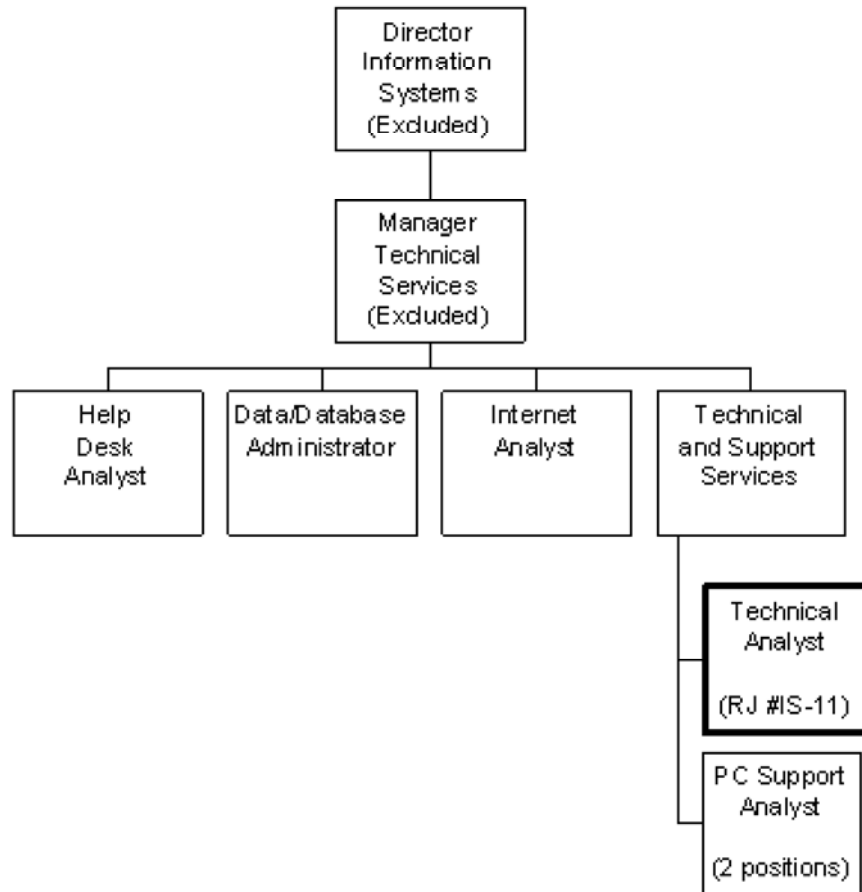 Director
Information
Systems
(Excluded)
Manager
Technical
Services
(Excluded)
Help
Desk
Analyst
Data/Database
Administrator
Internet
Analyst
Technical
and Support
Services
Technical
Analyst
(RJ #IS-11)
PC Support
Analyst
(2 positions)